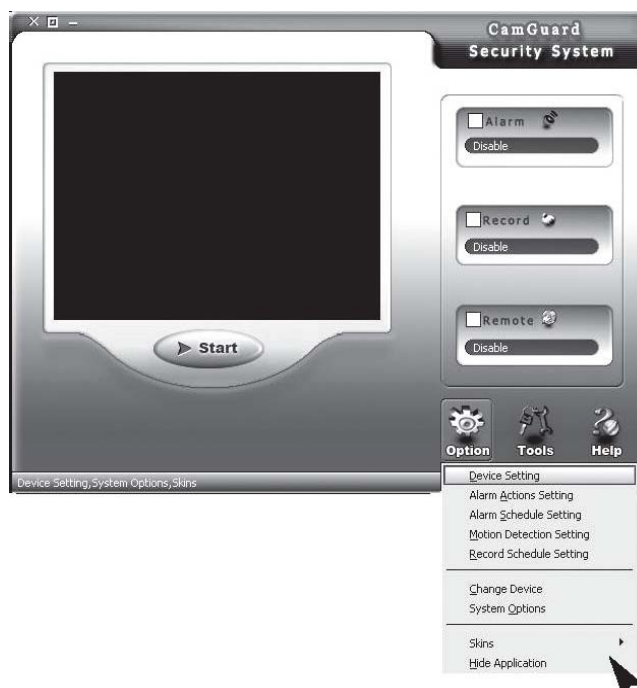 CamGuard
Security System
Alarm
Disable
Record
Disable
Remote
Disable
Start
Option Tools Help
Device Setting,System Options,Skins
Device Setting
Alarm Actions Setting
Alarm Schedule Setting
Motion Detection Setting
Record Schedule Setting
Change Device
System Options
Skins
Hide Application